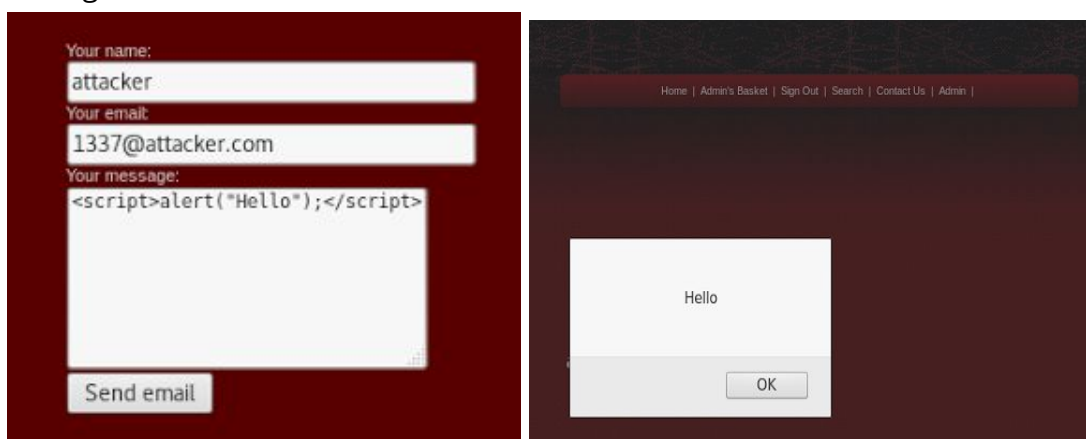 Your name:
attacker
Your email:
1337@attacker.com
Your message:
<script>alert("Hello");</script>
Send email
Home | Admin's Basket | Sign Out | Search | Contact Us | Admin |
Hello
OK